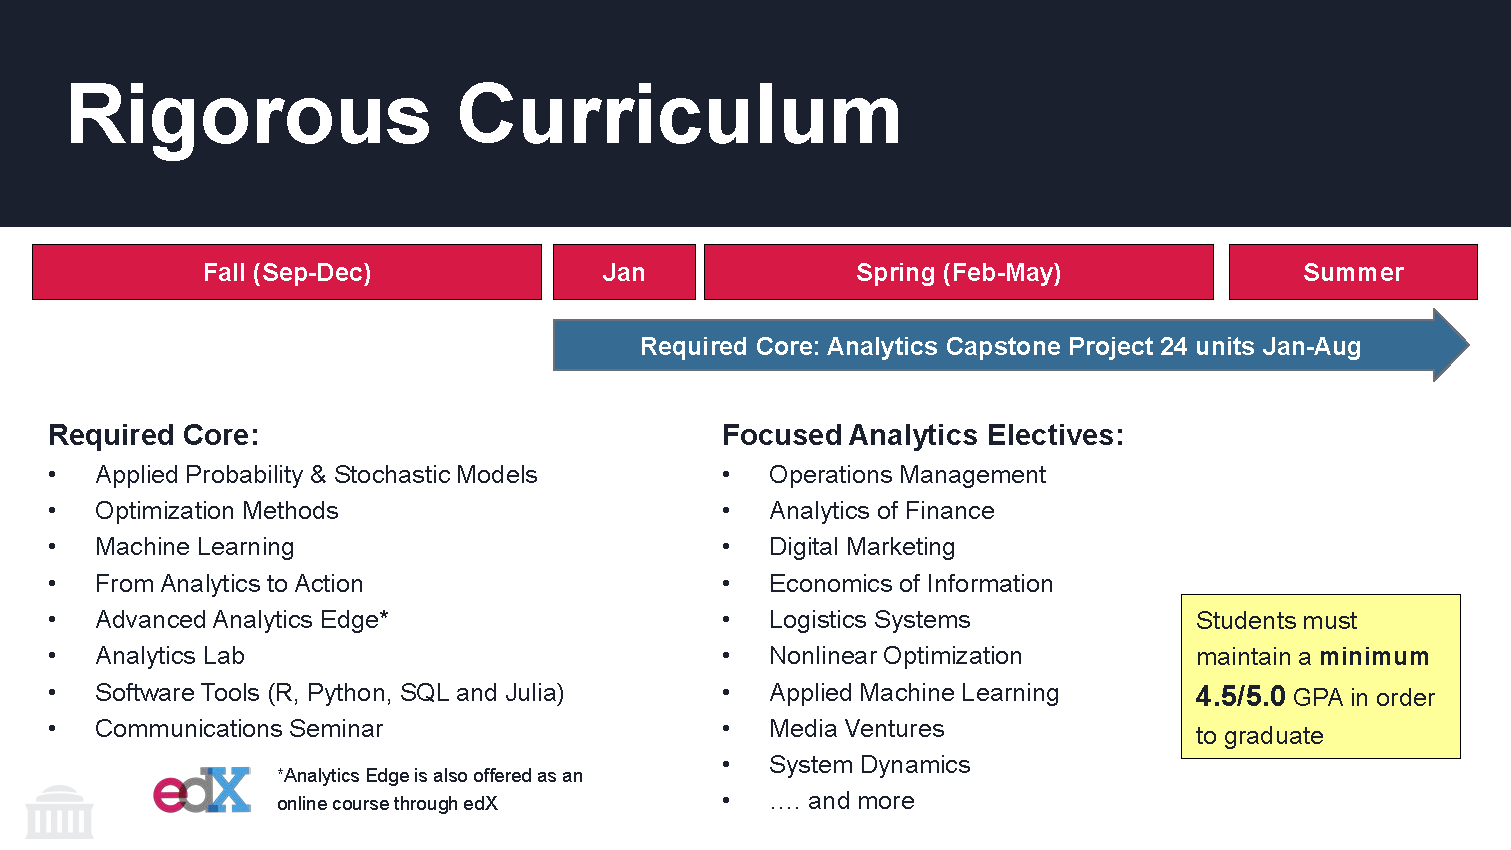 Rigorous Curriculum
Fall (Sep-Dec)
Jan
Spring (Feb-May)
Summer
Required Core: Analytics Capstone Project 24 units Jan-Aug
Required Core:
• Applied Probability & Stochastic Models
• Optimization Methods
• Machine Learning
• From Analytics to Action
• Advanced Analytics Edge*
• Analytics Lab
• Software Tools (R, Python, SQL and Julia)
• Communications Seminar
edX
*Analytics Edge is also offered as an
online course through edX
Focused Analytics Electives:
• Operations Management
• Analytics of Finance
• Digital Marketing
• Economics of Information
• Logistics Systems
• Nonlinear Optimization
• Applied Machine Learning
• Media Ventures
• System Dynamics
• …. and more
Students must
maintain a minimum
4.5/5.0 GPA in order
to graduate